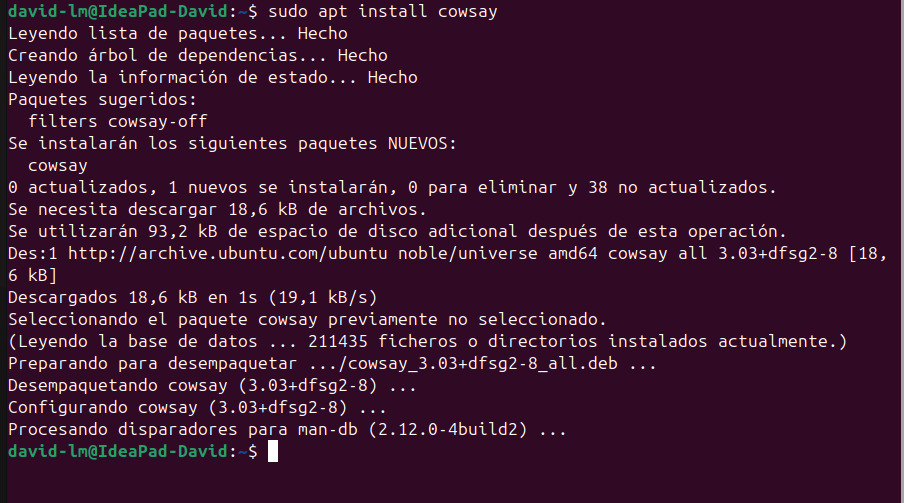 david-lm@IdeaPad-David:~$ sudo apt install cowsay
Leyendo lista de paquetes... Hecho
Creando árbol de dependencias... Hecho
Leyendo la información de estado... Hecho
Paquetes sugeridos:
  filters cowsay-off
Se instalarán los siguientes paquetes NUEVOS:
  cowsay
0 actualizados, 1 nuevos se instalarán, 0 para eliminar y 38 no actualizados.
Se necesita descargar 18,6 kB de archivos.
Se utilizarán 93,2 kB de espacio de disco adicional después de esta operación.
Des:1 http://archive.ubuntu.com/ubuntu noble/universe amd64 cowsay all 3.03+dfsg2-8 [18,
6 kB]
Descargados 18,6 kB en 1s (19,1 kB/s)
Seleccionando el paquete cowsay previamente no seleccionado.
(Leyendo la base de datos ... 211435 ficheros o directorios instalados actualmente.)
Preparando para desempaquetar .../cowsay_3.03+dfsg2-8_all.deb ...
Desempaquetando cowsay (3.03+dfsg2-8) ...
Configurando cowsay (3.03+dfsg2-8) ...
Procesando disparadores para man-db (2.12.0-4build2) ...
david-lm@IdeaPad-David:~$